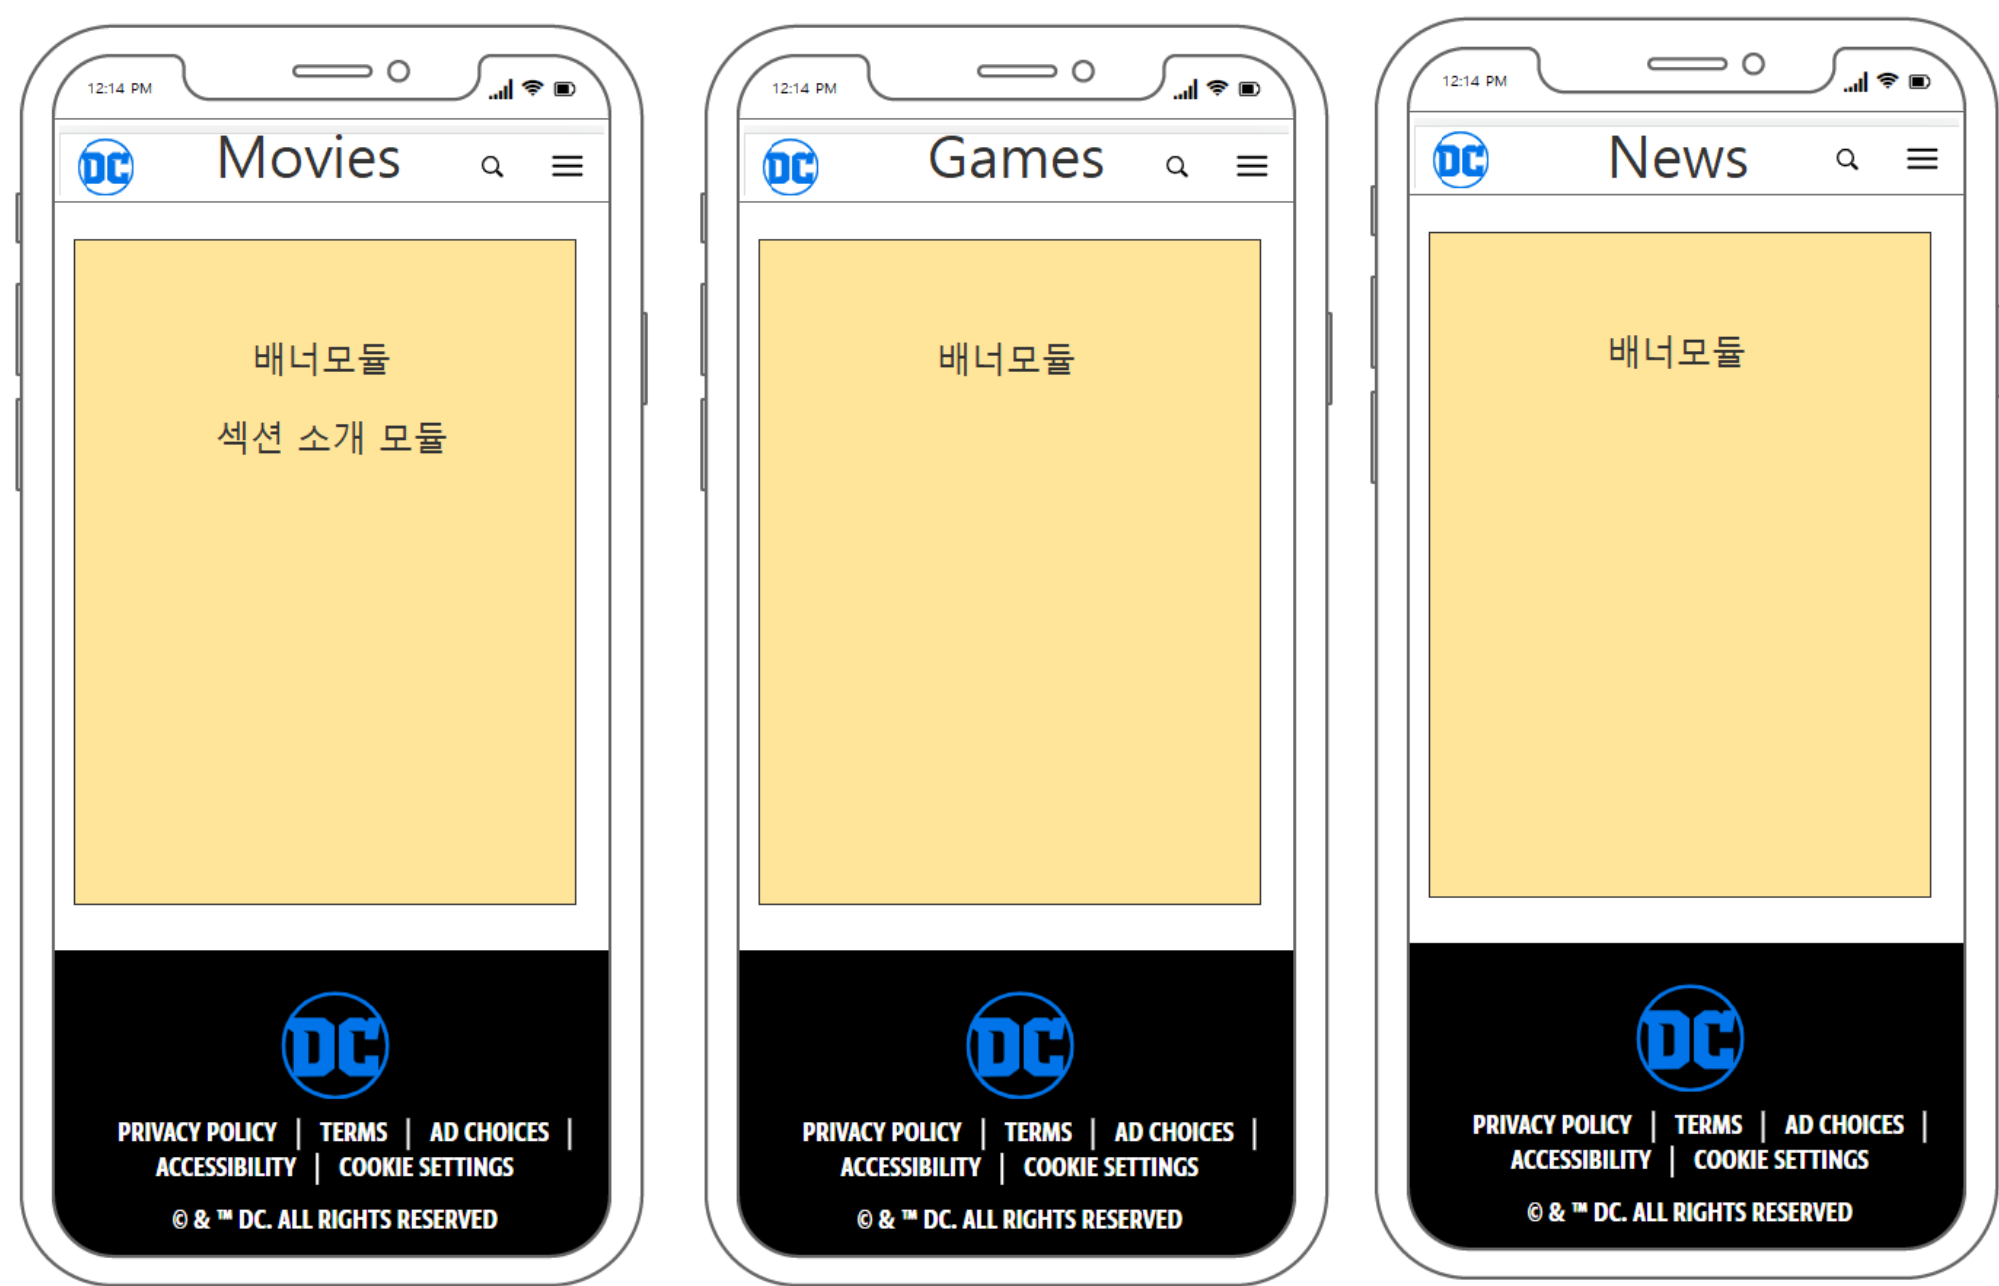 12:14 PM
DC
Movies
배너모듈
섹션 소개 모듈
DC
PRIVACY POLICY | TERMS | AD CHOICES |
ACCESSIBILITY | COOKIE SETTINGS
© & ™ DC. ALL RIGHTS RESERVED
12:14 PM
DC
Games
배너모듈
DC
PRIVACY POLICY | TERMS | AD CHOICES |
ACCESSIBILITY | COOKIE SETTINGS
© & ™ DC. ALL RIGHTS RESERVED
12:14 PM
DC
News
배너모듈
DC
PRIVACY POLICY | TERMS | AD CHOICES |
ACCESSIBILITY | COOKIE SETTINGS
© & ™ DC. ALL RIGHTS RESERVED